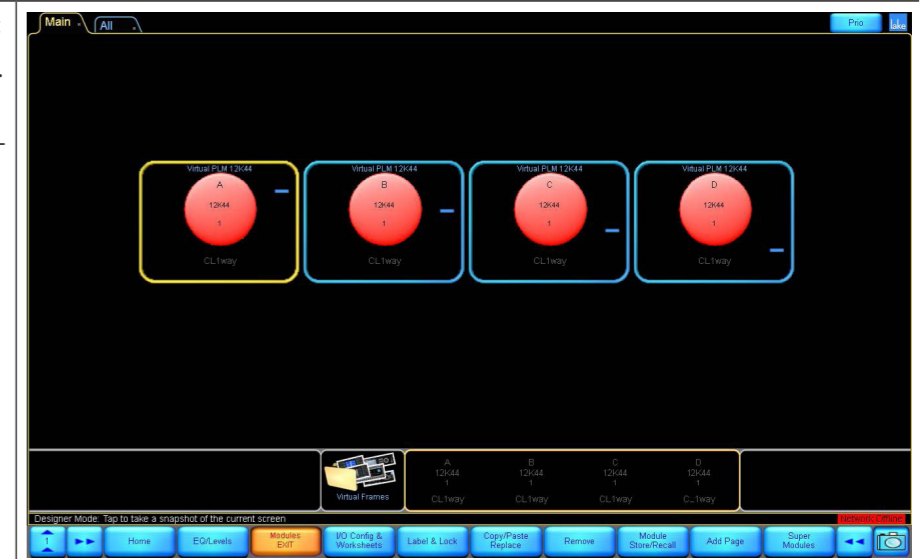 Main
All
Prio
lake
Virtual PLM 12K44
A
12K44
1
CL1way
Virtual PLM 12K44
B
12K44
1
CL1way
Virtual PLM 12K44
C
12K44
1
CL1way
Virtual PLM 12K44
D
12K44
1
CL1way
Virtual Frames
A
12K44
1
CL1way
B
12K44
1
CL1way
C
12K44
1
CL1way
D
12K44
1
C_1way
Designer Mode: Tap to take a snapshot of the current screen
Network Offline
1
Home
EQ/Levels
Modules
EXIT
I/O Config &
Worksheets
Label & Lock
Copy/Paste
Replace
Remove
Module
Store/Recall
Add Page
Super
Modules